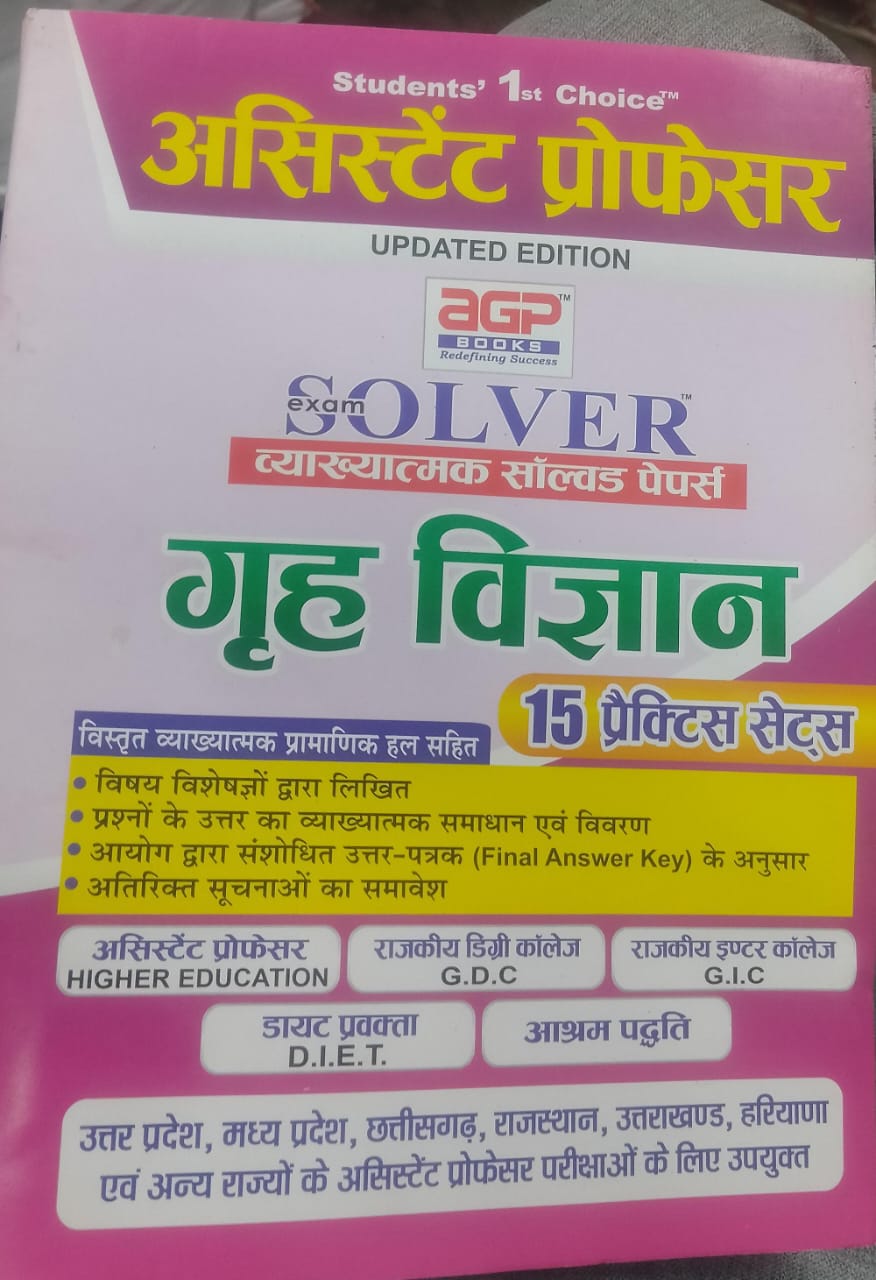 Students' 1st Choice™
असिस्टेंट प्रोफेसर
UPDATED EDITION
aGP™
BOOKS
Redefining Success
exam SOLVER™
व्याख्यात्मक सॉल्वड पेपर्स
गृह विज्ञान
15 प्रैक्टिस सेट्स
विस्तृत व्याख्यात्मक प्रामाणिक हल सहित
• विषय विशेषज्ञों द्वारा लिखित
• प्रश्नों के उत्तर का व्याख्यात्मक समाधान एवं विवरण
• आयोग द्वारा संशोधित उत्तर-पत्रक (Final Answer Key) के अनुसार
• अतिरिक्त सूचनाओं का समावेश
असिस्टेंट प्रोफेसर
HIGHER EDUCATION
राजकीय डिग्री कॉलेज
G.D.C
राजकीय इण्टर कॉलेज
G.I.C
डायट प्रवक्ता
D.I.E.T.
आश्रम पद्धति
उत्तर प्रदेश, मध्य प्रदेश, छत्तीसगढ़, राजस्थान, उत्तराखण्ड, हरियाणा
एवं अन्य राज्यों के असिस्टेंट प्रोफेसर परीक्षाओं के लिए उपयुक्त